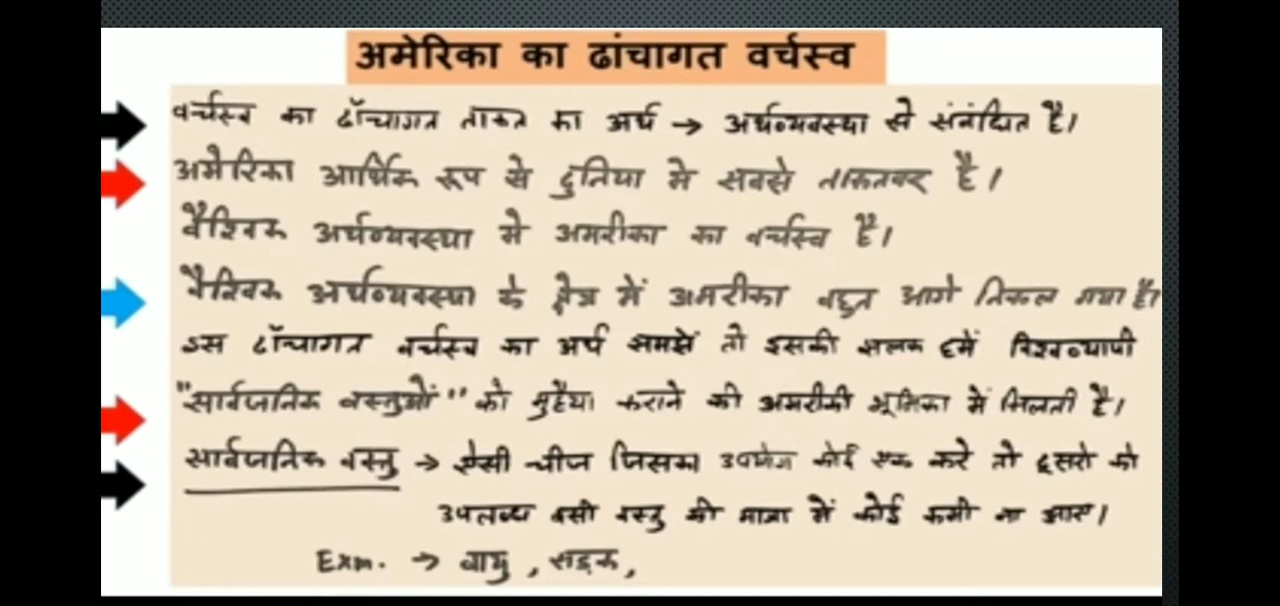 अमेरिका का ढांचागत वर्चस्व
वर्चस्व का ढाँचागत ताकत का अर्थ → अर्थव्यवस्था से संबंधित है।
अमेरिका आर्थिक रूप से दुनिया मे सबसे ताकतवर है।
वैश्विक अर्थव्यवस्था मे अमरीका का वर्चस्व है।
वैश्विक अर्थव्यवस्था के क्षेत्र में अमरीका बहुत आगे निकल गया है।
इस ढाँचागत वर्चस्व का अर्थ समझें तो इसकी झलक हमें विश्वव्यापी
"सार्वजनिक वस्तुओं" को मुहैया कराने की अमरीकी भूमिका में मिलती है।
सार्वजनिक वस्तु → ऐसी चीज जिसका उपभोग कोई एक करे तो दूसरो को
उपलब्ध वसी वस्तु की मात्रा में कोई कमी ना आए।
Exm. → वायु, सड़क,